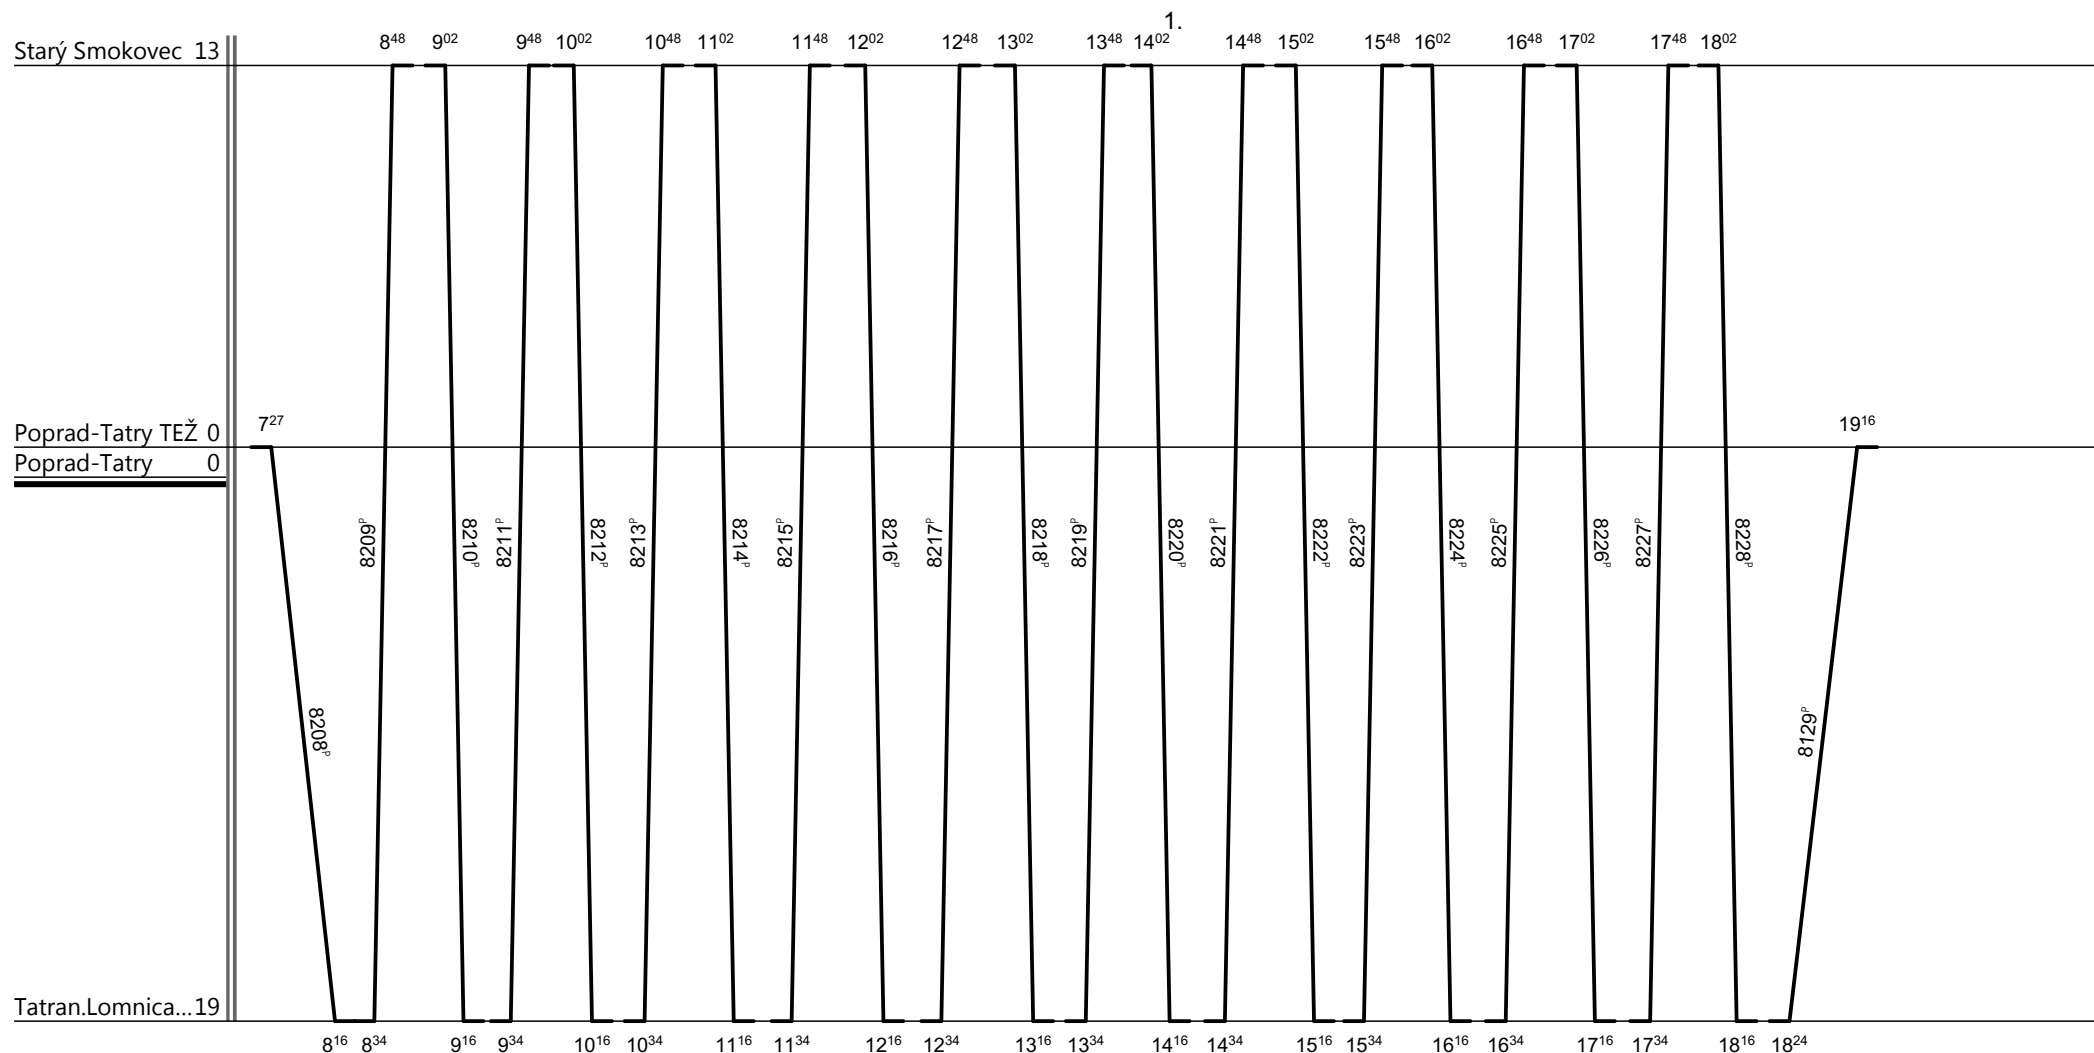 1.
Starý Smokovec 13
8⁴⁸ 9⁰² 9⁴⁸ 10⁰² 10⁴⁸ 11⁰² 11⁴⁸ 12⁰² 12⁴⁸ 13⁰² 13⁴⁸ 14⁰² 14⁴⁸ 15⁰² 15⁴⁸ 16⁰² 16⁴⁸ 17⁰² 17⁴⁸ 18⁰²
Poprad-Tatry TEŽ 0
7²⁷ 19¹⁶
Poprad-Tatry 0
8209ᴾ 8210ᴾ 8211ᴾ 8212ᴾ 8213ᴾ 8214ᴾ 8215ᴾ 8216ᴾ 8217ᴾ 8218ᴾ 8219ᴾ 8220ᴾ 8221ᴾ 8222ᴾ 8223ᴾ 8224ᴾ 8225ᴾ 8226ᴾ 8227ᴾ 8228ᴾ
8208ᴾ 8129ᴾ
Tatran.Lomnica...19
8¹⁶ 8³⁴ 9¹⁶ 9³⁴ 10¹⁶ 10³⁴ 11¹⁶ 11³⁴ 12¹⁶ 12³⁴ 13¹⁶ 13³⁴ 14¹⁶ 14³⁴ 15¹⁶ 15³⁴ 16¹⁶ 16³⁴ 17¹⁶ 17³⁴ 18¹⁶ 18²⁴